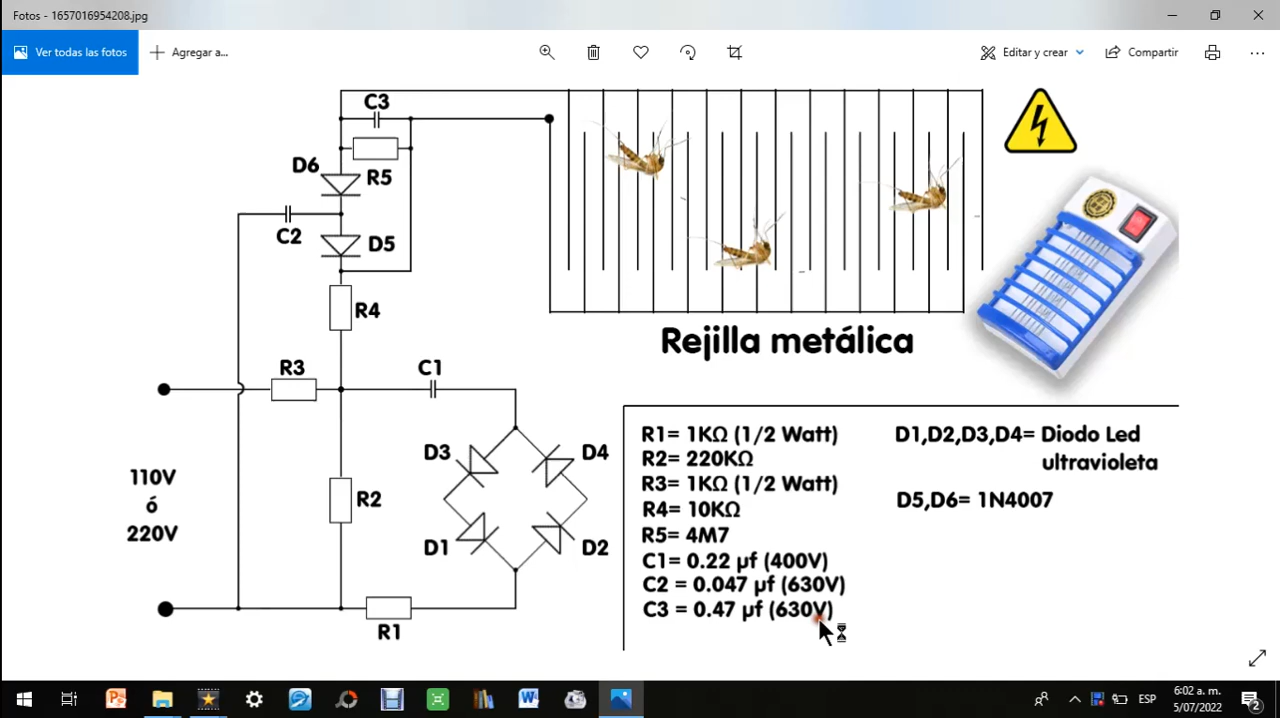 Fotos - 1657016954208.jpg
Ver todas las fotos
Agregar a...
Editar y crear
Compartir
C3
D6
R5
C2
D5
R4
Rejilla metálica
R3
C1
D3
D4
110V
ó
220V
R2
D1
D2
R1
R1= 1KΩ (1/2 Watt)
R2= 220KΩ
R3= 1KΩ (1/2 Watt)
R4= 10KΩ
R5= 4M7
C1= 0.22 µf (400V)
C2 = 0.047 µf (630V)
C3 = 0.47 µf (630V)
D1,D2,D3,D4= Diodo Led
ultravioleta
D5,D6= 1N4007
ESP
6:02 a. m.
5/07/2022
2